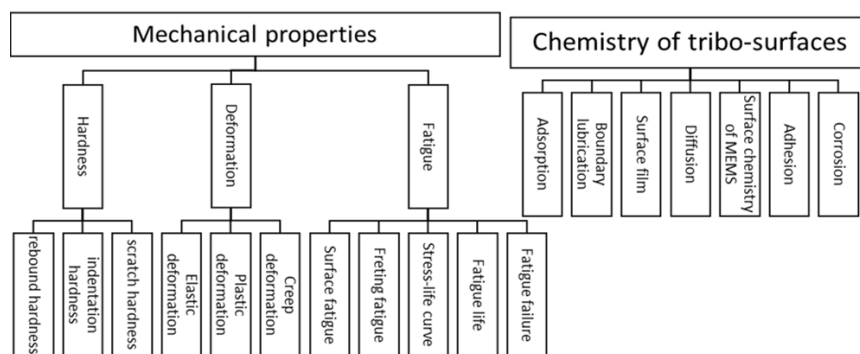 Mechanical properties
Chemistry of tribo-surfaces
Hardness
Deformation
Fatigue
Adsorption
Boundary
lubrication
Surface film
Diffusion
Surface chemistry
of MEMS
Adhesion
Corrosion
rebound hardness
indentation
hardness
scratch hardness
Elastic
deformation
Plastic
deformation
Creep
deformation
Surface fatigue
Freting fatigue
Stress-life curve
Fatigue life
Fatigue failure